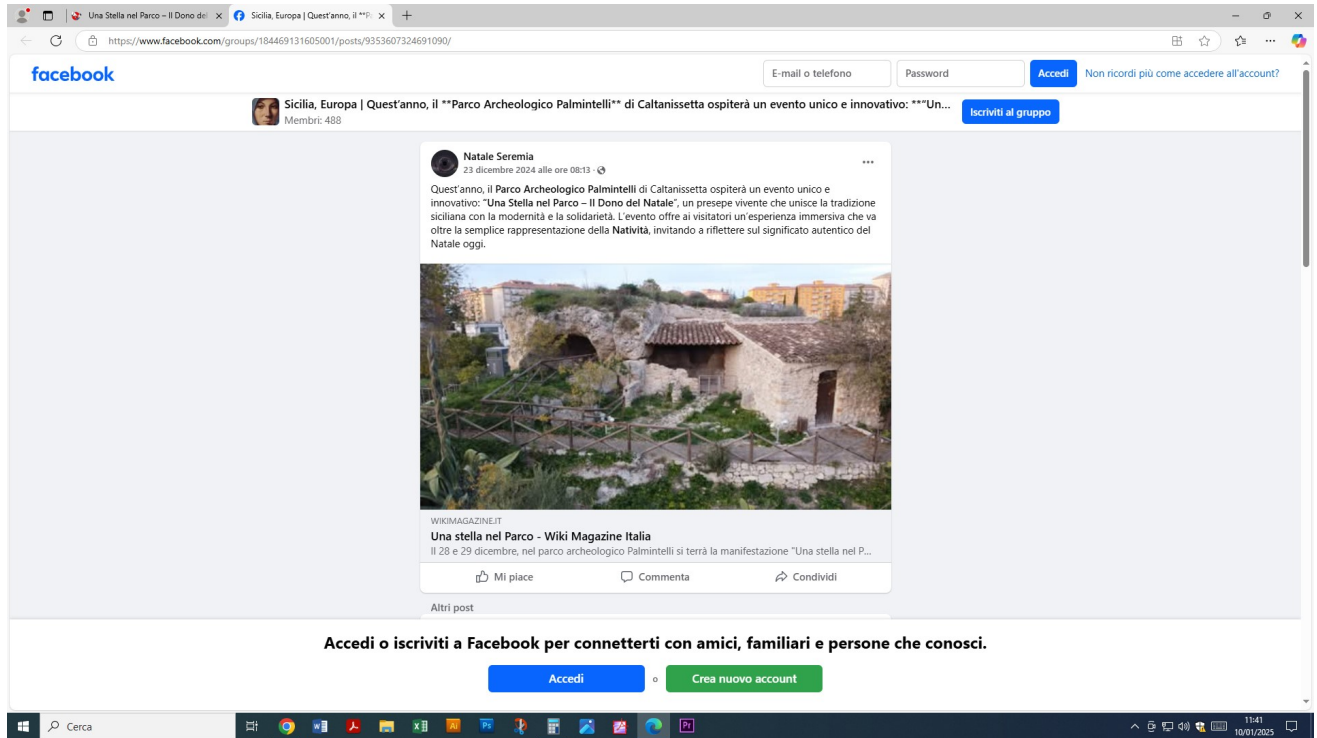 Una Stella nel Parco – Il Dono del
Sicilia, Europa | Quest'anno, il **P
https://www.facebook.com/groups/184469131605001/posts/9353607324691090/
facebook
E-mail o telefono
Password
Accedi
Non ricordi più come accedere all'account?
Sicilia, Europa | Quest'anno, il **Parco Archeologico Palmintelli** di Caltanissetta ospiterà un evento unico e innovativo: **"Un...
Membri: 488
Iscriviti al gruppo
Natale Seremia
23 dicembre 2024 alle ore 08:13 ·
Quest'anno, il Parco Archeologico Palmintelli di Caltanissetta ospiterà un evento unico e
innovativo: "Una Stella nel Parco – Il Dono del Natale", un presepe vivente che unisce la tradizione
siciliana con la modernità e la solidarietà. L'evento offre ai visitatori un'esperienza immersiva che va
oltre la semplice rappresentazione della Natività, invitando a riflettere sul significato autentico del
Natale oggi.
WIKIMAGAZINE.IT
Una stella nel Parco - Wiki Magazine Italia
Il 28 e 29 dicembre, nel parco archeologico Palmintelli si terrà la manifestazione "Una stella nel P...
Mi piace
Commenta
Condividi
Altri post
Accedi o iscriviti a Facebook per connetterti con amici, familiari e persone che conosci.
Accedi
o
Crea nuovo account
Cerca
Ai
Ps
Pr
11:41
10/01/2025